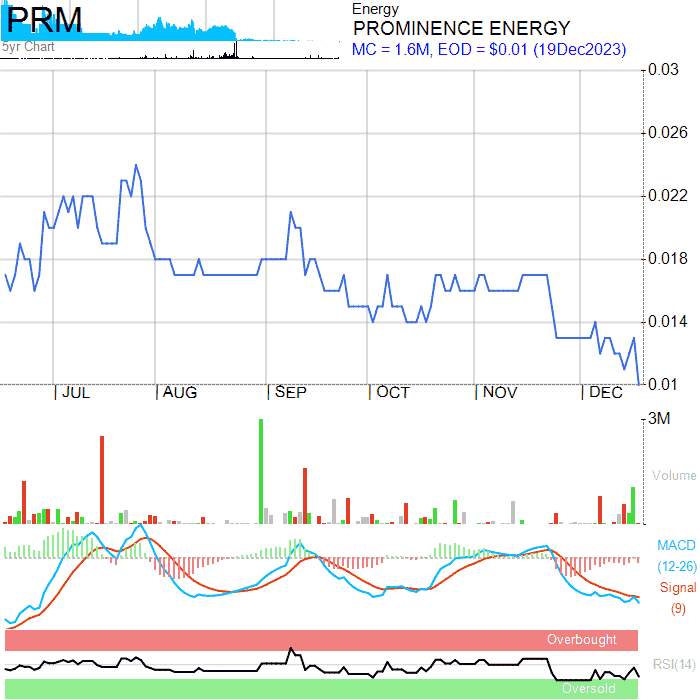 PRM
5yr Chart
Energy
PROMINENCE ENERGY
MC = 1.6M, EOD = $0.01 (19Dec2023)
0.03
0.026
0.022
0.018
0.014
0.01
JUL AUG SEP OCT NOV DEC
3M
Volume
MACD
(12-26)
Signal
(9)
Overbought
RSI(14)
Oversold